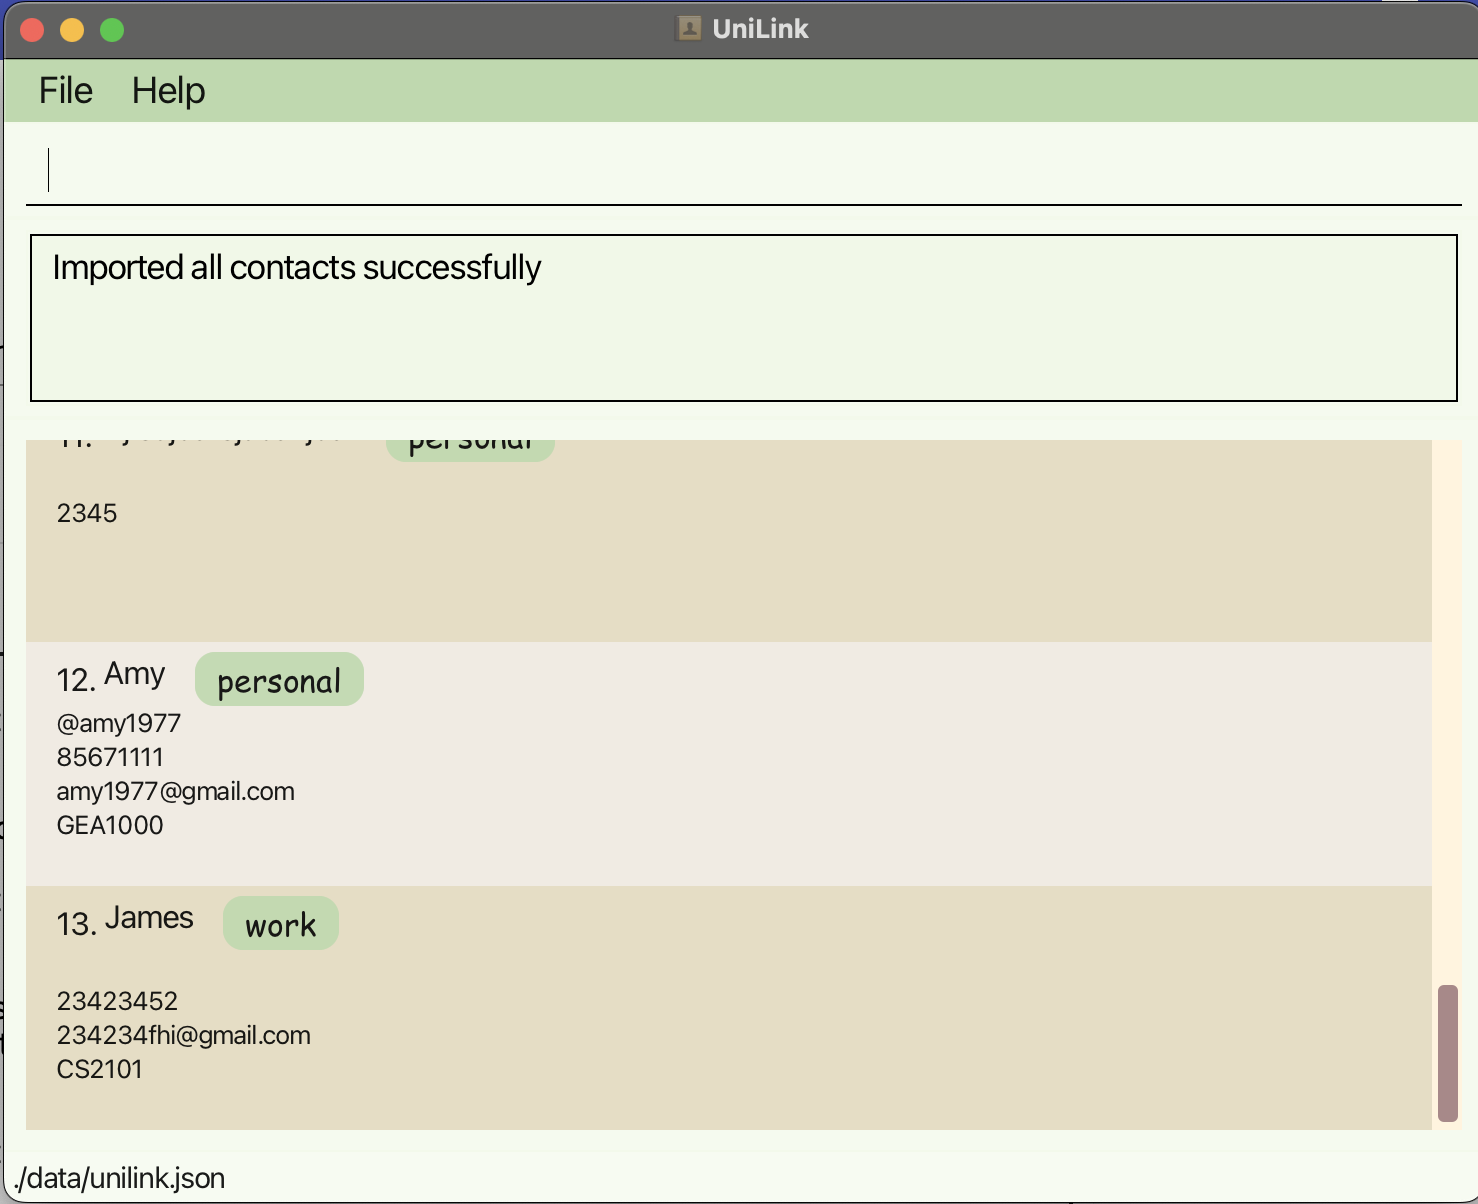 UniLink
File Help
Imported all contacts successfully
11. personal
2345
12. Amy personal
@amy1977
85671111
amy1977@gmail.com
GEA1000
13. James work
23423452
234234fhi@gmail.com
CS2101
./data/unilink.json